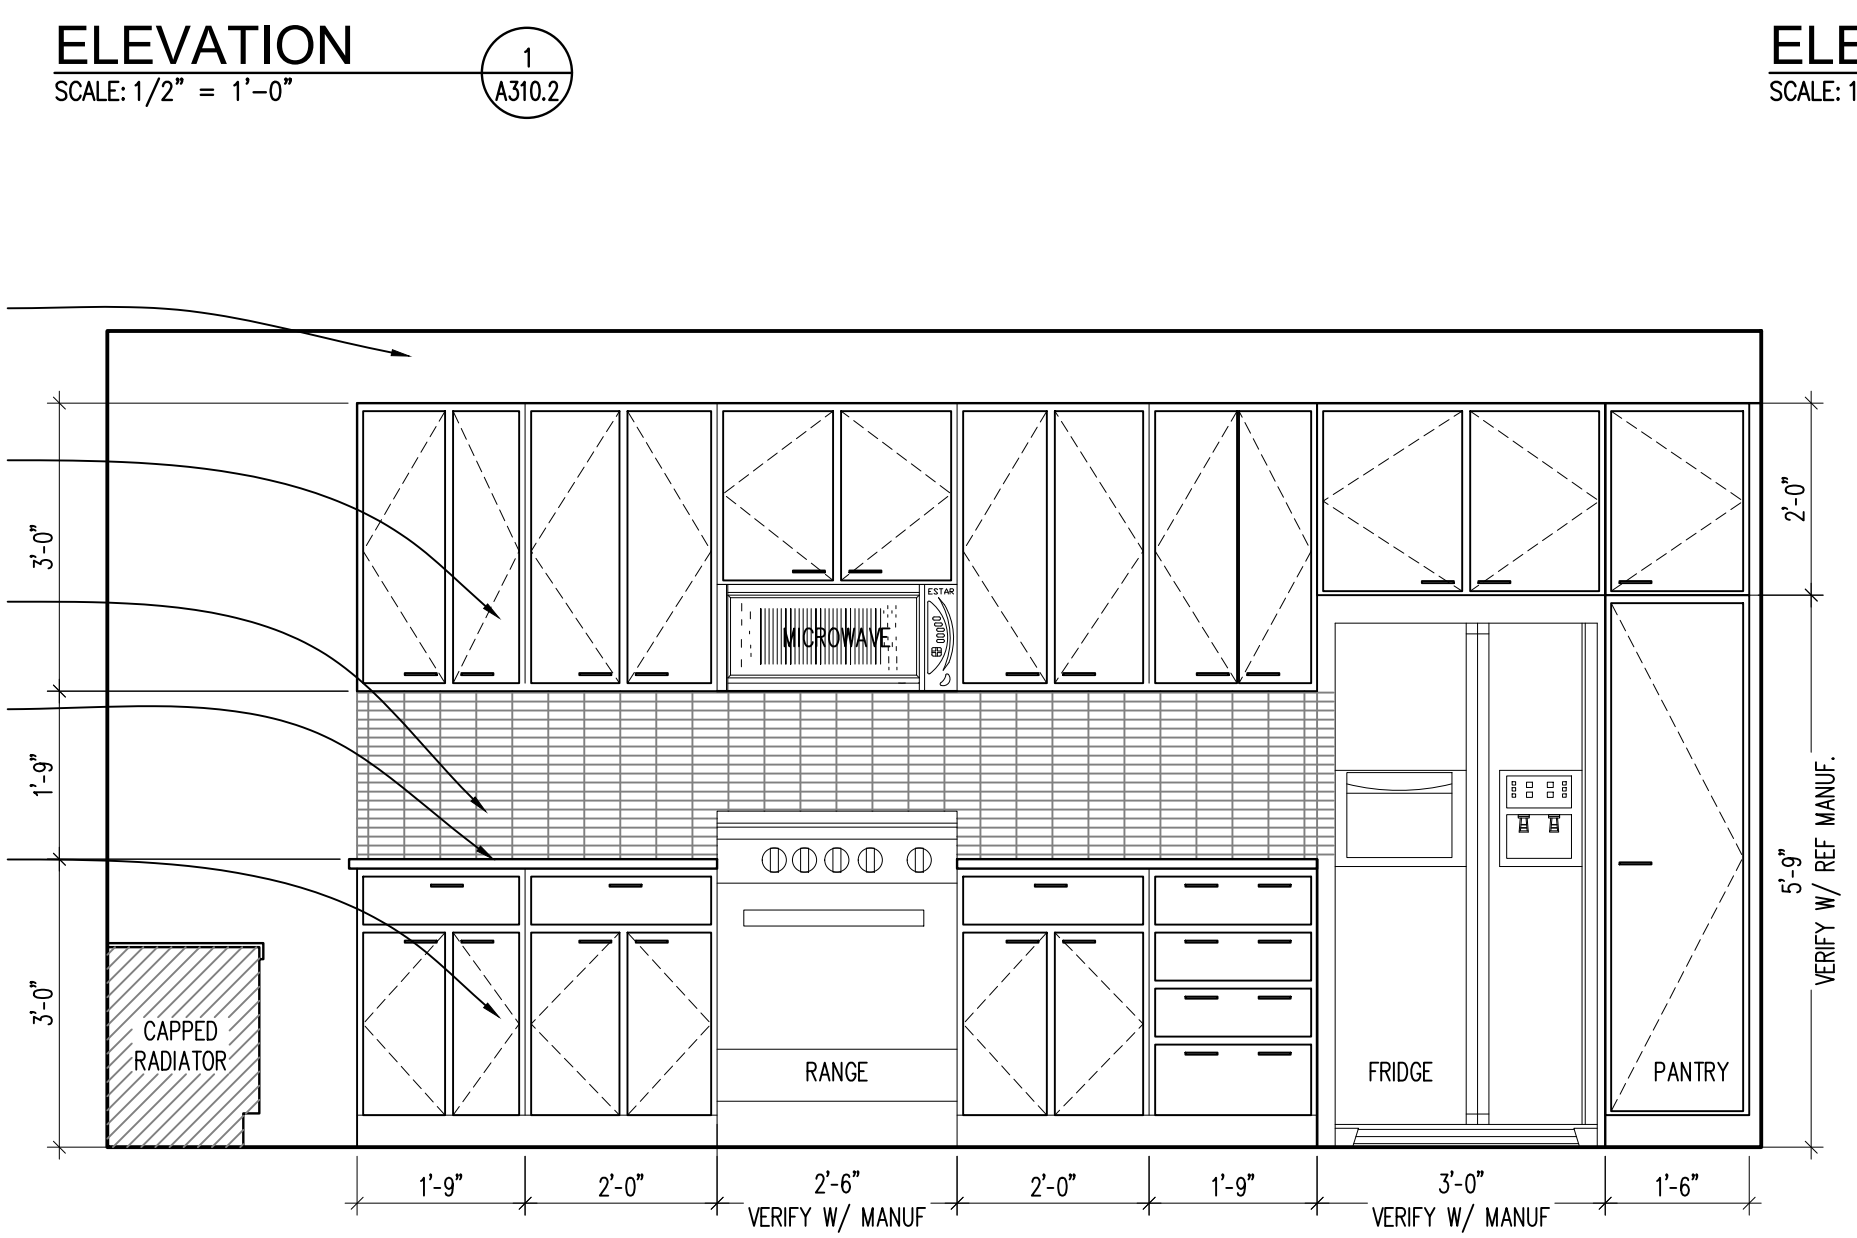 ELEVATION
SCALE: 1/2" = 1'-0"
1
A310.2
ELE
SCALE: 1
3'-0"
1'-9"
3'-0"
2'-0"
5'-9"
VERIFY W/ REF MANUF.
ESTAR
MICROWAVE
CAPPED
RADIATOR
RANGE
FRIDGE
PANTRY
1'-9"
2'-0"
2'-6"
VERIFY W/ MANUF
2'-0"
1'-9"
3'-0"
VERIFY W/ MANUF
1'-6"